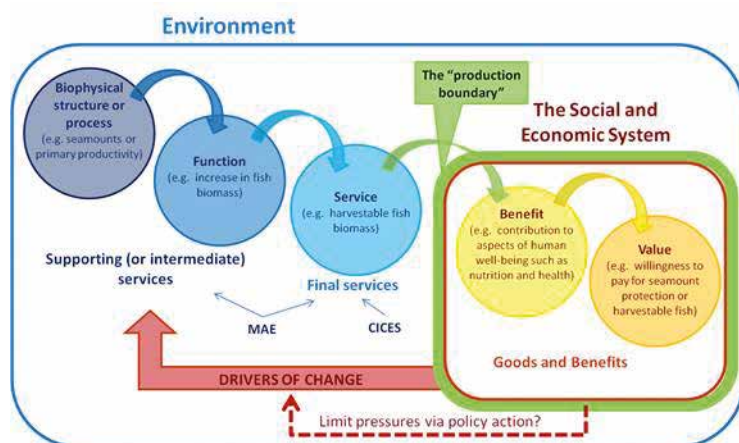 Environment
Biophysical
structure or
process
(e.g. seamounts or
primary productivity)
Function
(e.g. increase in fish
biomass)
Service
(e.g. harvestable fish
biomass)
The "production
boundary"
The Social and
Economic System
Benefit
(e.g. contribution to
aspects of human
well-being such as
nutrition and health)
Value
(e.g. willingness to
pay for seamount
protection or
harvestable fish)
Supporting (or intermediate)
services
Final services
MAE
CICES
Goods and Benefits
DRIVERS OF CHANGE
Limit pressures via policy action?